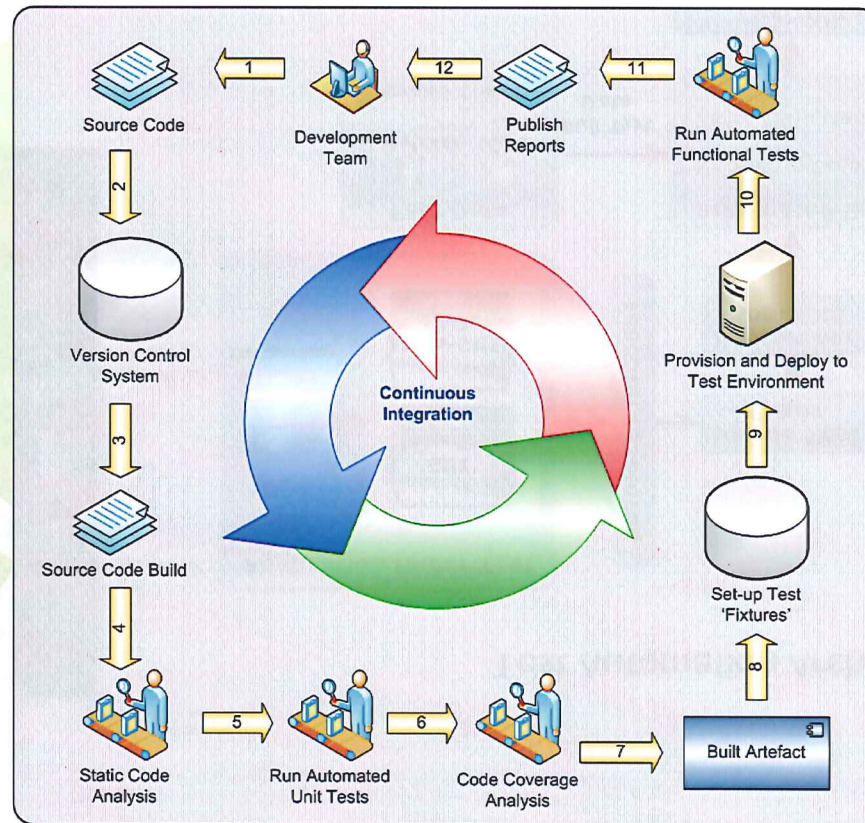 1
12
11
Source Code
Development
Team
Publish
Reports
Run Automated
Functional Tests
2
10
Version Control
System
Continuous
Integration
Provision and Deploy to
Test Environment
3
9
Source Code Build
Set-up Test
'Fixtures'
4
8
5
6
7
Static Code
Analysis
Run Automated
Unit Tests
Code Coverage
Analysis
Built Artefact